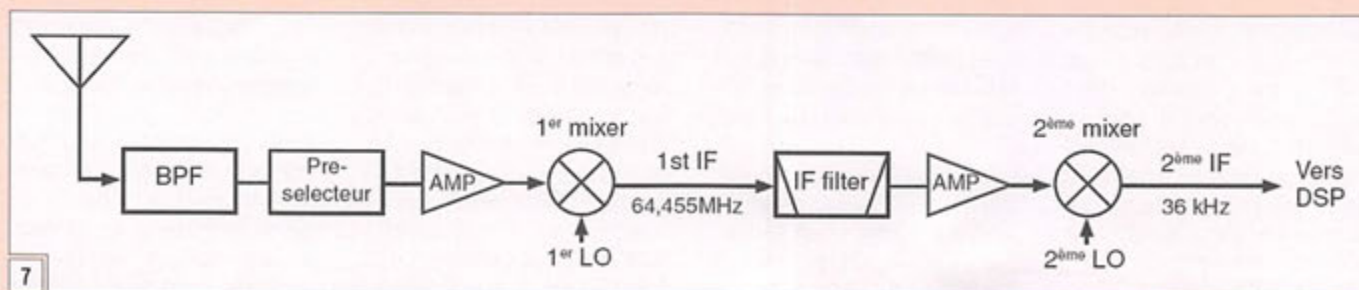 BPF
Pre-
selecteur
AMP
1er mixer
1er LO
1st IF
64,455MHz
IF filter
AMP
2ème mixer
2ème LO
2ème IF
36 kHz
Vers
DSP
7